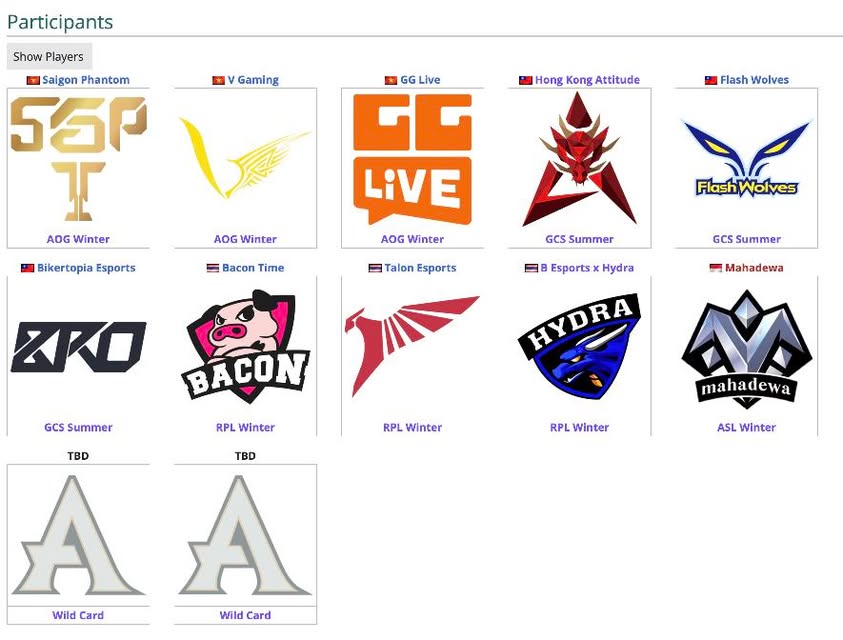 Participants
Show Players
Saigon Phantom V Gaming GG Live Hong Kong Attitude Flash Wolves
SGP GG Flash Wolves
LiVE
AOG Winter AOG Winter AOG Winter GCS Summer GCS Summer
Bikertopia Esports Bacon Time Talon Esports B Esports x Hydra Mahadewa
BRO BACON HYDRA mahadewa
GCS Summer RPL Winter RPL Winter RPL Winter ASL Winter
TBD TBD
A A
Wild Card Wild Card